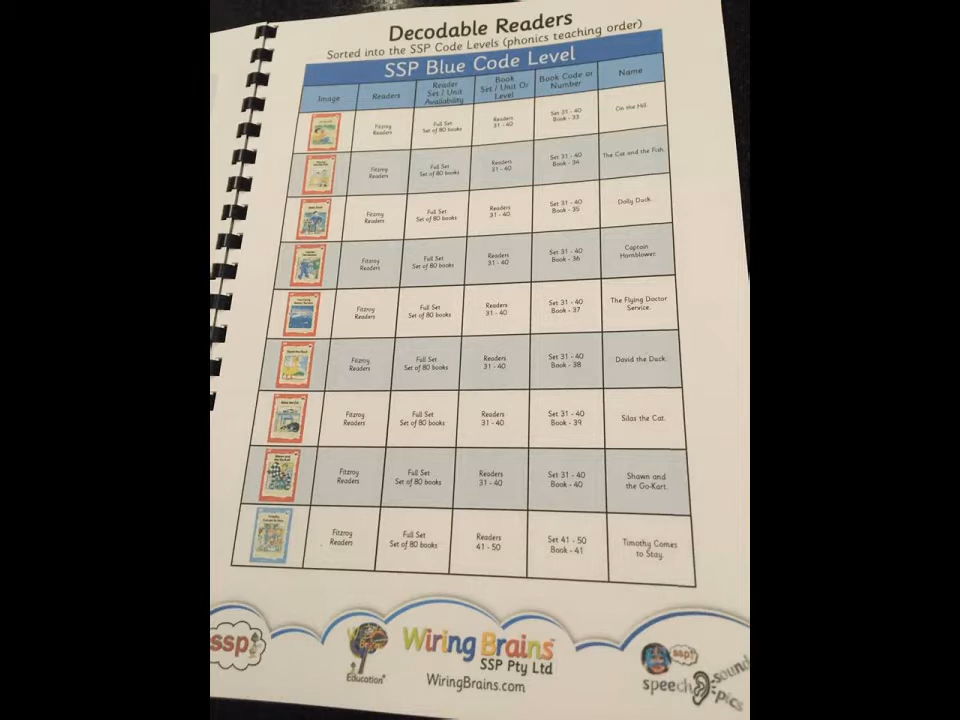 Decodable Readers
Sorted into the SSP Code Levels (phonics teaching order)
SSP Blue Code Level
Image
Readers
Reader
Set / Unit
Availability
Book
Set / Unit Or
Level
Book Code or
Number
Name
Fitzroy
Readers
Full Set
Set of 80 books
Readers
31 - 40
Set 31 - 40
Book - 33
On the Hill.
Fitzroy
Readers
Full Set
Set of 80 books
Readers
31 - 40
Set 31 - 40
Book - 34
The Cat and the Fish.
Fitzroy
Readers
Full Set
Set of 80 books
Readers
31 - 40
Set 31 - 40
Book - 35
Dolly Duck.
Fitzroy
Readers
Full Set
Set of 80 books
Readers
31 - 40
Set 31 - 40
Book - 36
Captain
Hornblower.
Fitzroy
Readers
Full Set
Set of 80 books
Readers
31 - 40
Set 31 - 40
Book - 37
The Flying Doctor
Service.
Fitzroy
Readers
Full Set
Set of 80 books
Readers
31 - 40
Set 31 - 40
Book - 38
David the Duck.
Fitzroy
Readers
Full Set
Set of 80 books
Readers
31 - 40
Set 31 - 40
Book - 39
Silas the Cat.
Fitzroy
Readers
Full Set
Set of 80 books
Readers
31 - 40
Set 31 - 40
Book - 40
Shawn and
the Go-Kart.
Fitzroy
Readers
Full Set
Set of 80 books
Readers
41 - 50
Set 41 - 50
Book - 41
Timothy Comes
to Stay.
ssp!
Education
Wiring Brains™
SSP Pty Ltd
WiringBrains.com
ssp!
speech sound pics